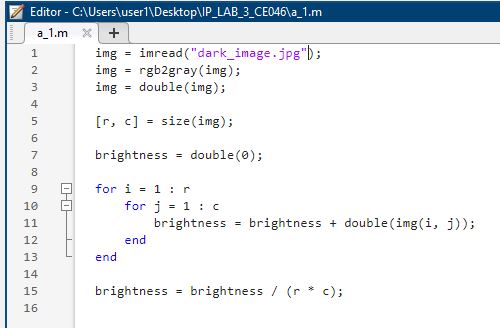 Editor - C:\Users\user1\Desktop\IP_LAB_3_CE046\a_1.m
a_1.m × +
1 img = imread("dark_image.jpg");
2 img = rgb2gray(img);
3 img = double(img);
4
5 [r, c] = size(img);
6
7 brightness = double(0);
8
9 for i = 1 : r
10 for j = 1 : c
11 brightness = brightness + double(img(i, j));
12 end
13 end
14
15 brightness = brightness / (r * c);
16